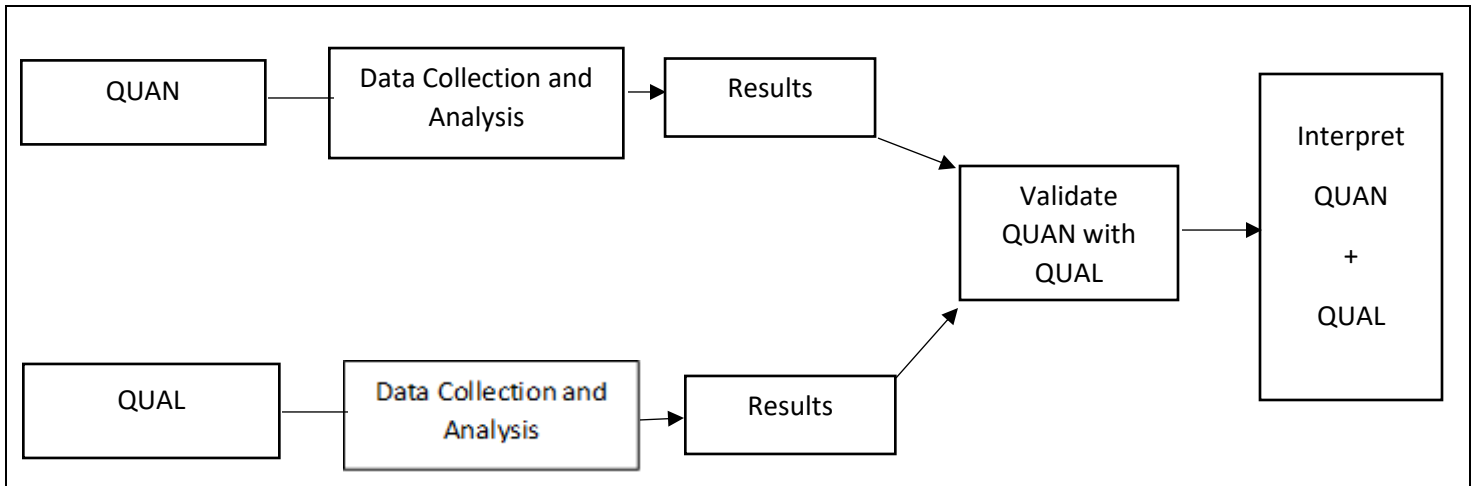 QUAN
Data Collection and
Analysis
Results
Validate
QUAN with
QUAL
Interpret
QUAN
+
QUAL
QUAL
Data Collection and
Analysis
Results